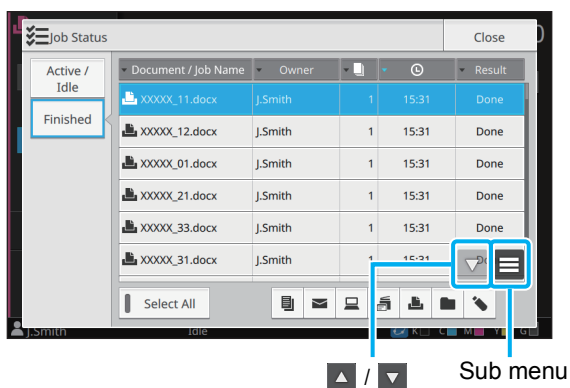 Job Status
Close
Active /
Idle
Document / Job Name Owner Result
XXXXX_11.docx J.Smith 1 15:31 Done
Finished
XXXXX_12.docx J.Smith 1 15:31 Done
XXXXX_01.docx J.Smith 1 15:31 Done
XXXXX_21.docx J.Smith 1 15:31 Done
XXXXX_33.docx J.Smith 1 15:31 Done
XXXXX_31.docx J.Smith 1 15:31
Select All
J.Smith Idle K C M Y G
/ Sub menu